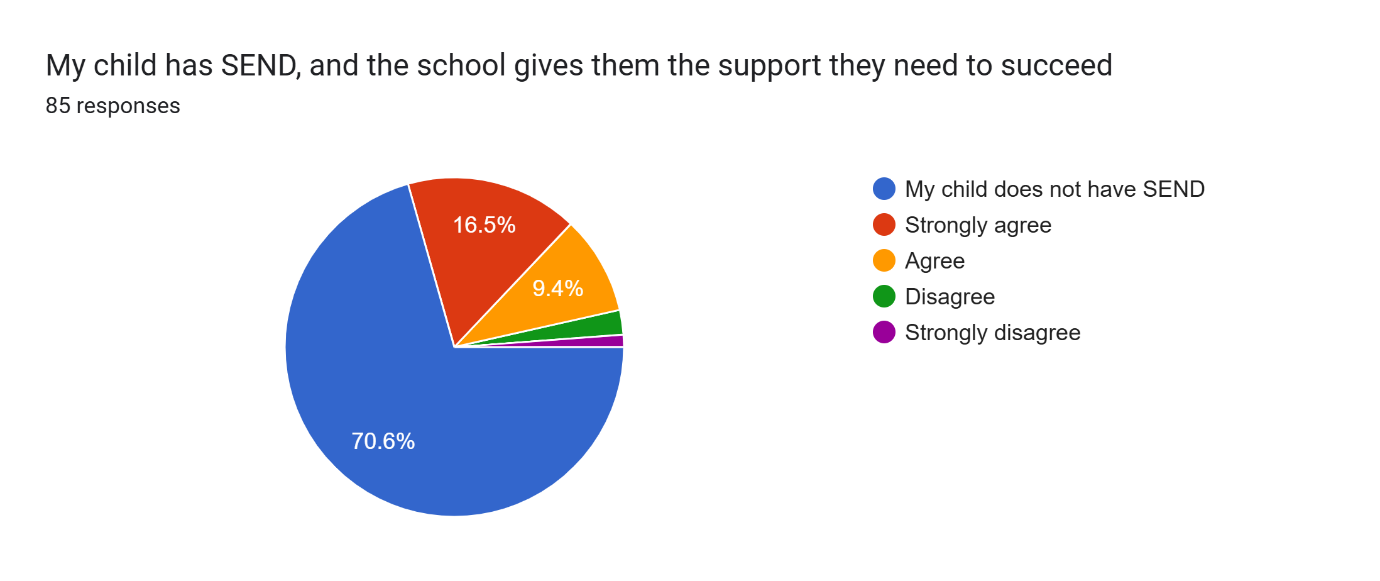 My child has SEND, and the school gives them the support they need to succeed
85 responses
16.5%
9.4%
70.6%
My child does not have SEND
Strongly agree
Agree
Disagree
Strongly disagree